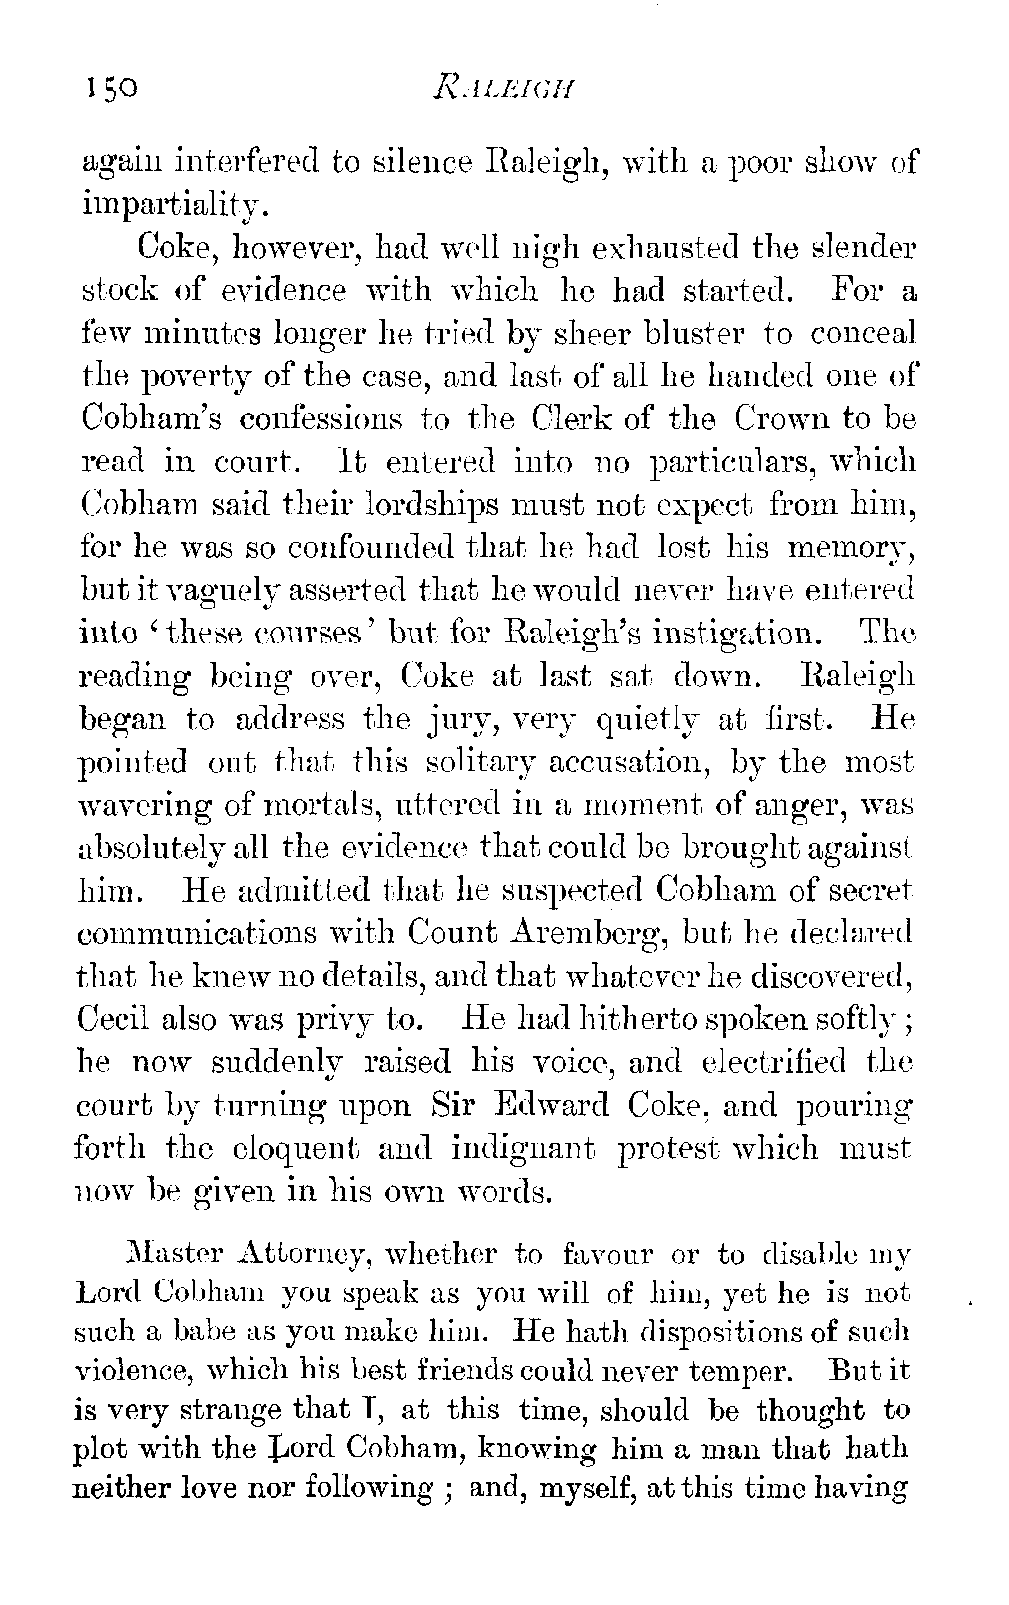 150 RALEIGH
again interfered to silence Raleigh, with a poor show of
impartiality.
Coke, however, had well nigh exhausted the slender
stock of evidence with which he had started. For a
few minutes longer he tried by sheer bluster to conceal
the poverty of the case, and last of all he handed one of
Cobham's confessions to the Clerk of the Crown to be
read in court. It entered into no particulars, which
Cobham said their lordships must not expect from him,
for he was so confounded that he had lost his memory,
but it vaguely asserted that he would never have entered
into ‘these courses’ but for Raleigh's instigation. The
reading being over, Coke at last sat down. Raleigh
began to address the jury, very quietly at first. He
pointed out that this solitary accusation, by the most
wavering of mortals, uttered in a moment of anger, was
absolutely all the evidence that could be brought against
him. He admitted that he suspected Cobham of secret
communications with Count Aremberg, but he declared
that he knew no details, and that whatever he discovered,
Cecil also was privy to. He had hitherto spoken softly;
he now suddenly raised his voice, and electrified the
court by turning upon Sir Edward Coke, and pouring
forth the eloquent and indignant protest which must
now be given in his own words.
Master Attorney, whether to favour or to disable my
Lord Cobham you speak as you will of him, yet he is not
such a babe as you make him. He hath dispositions of such
violence, which his best friends could never temper. But it
is very strange that I, at this time, should be thought to
plot with the Lord Cobham, knowing him a man that hath
neither love nor following; and, myself, at this time having